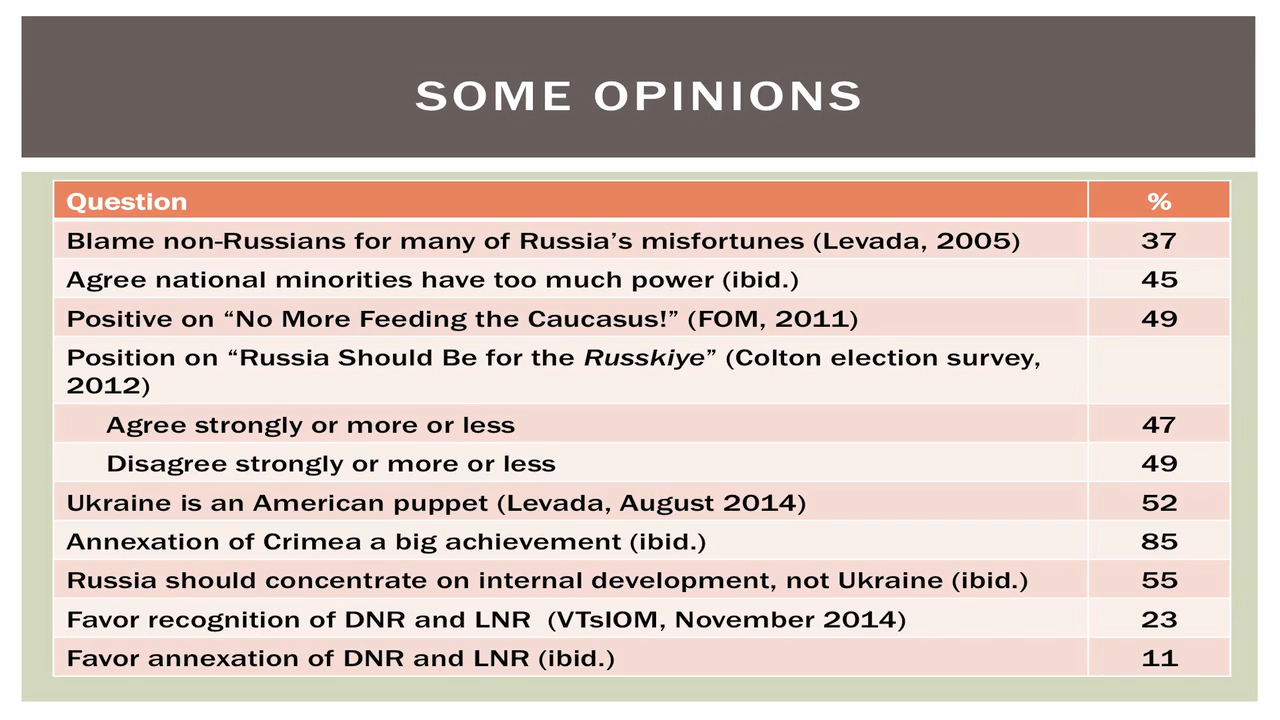 SOME OPINIONS
Question %
Blame non-Russians for many of Russia’s misfortunes (Levada, 2005) 37
Agree national minorities have too much power (ibid.) 45
Positive on “No More Feeding the Caucasus!” (FOM, 2011) 49
Position on “Russia Should Be for the Russkiye” (Colton election survey,
2012)
Agree strongly or more or less 47
Disagree strongly or more or less 49
Ukraine is an American puppet (Levada, August 2014) 52
Annexation of Crimea a big achievement (ibid.) 85
Russia should concentrate on internal development, not Ukraine (ibid.) 55
Favor recognition of DNR and LNR (VTsIOM, November 2014) 23
Favor annexation of DNR and LNR (ibid.) 11